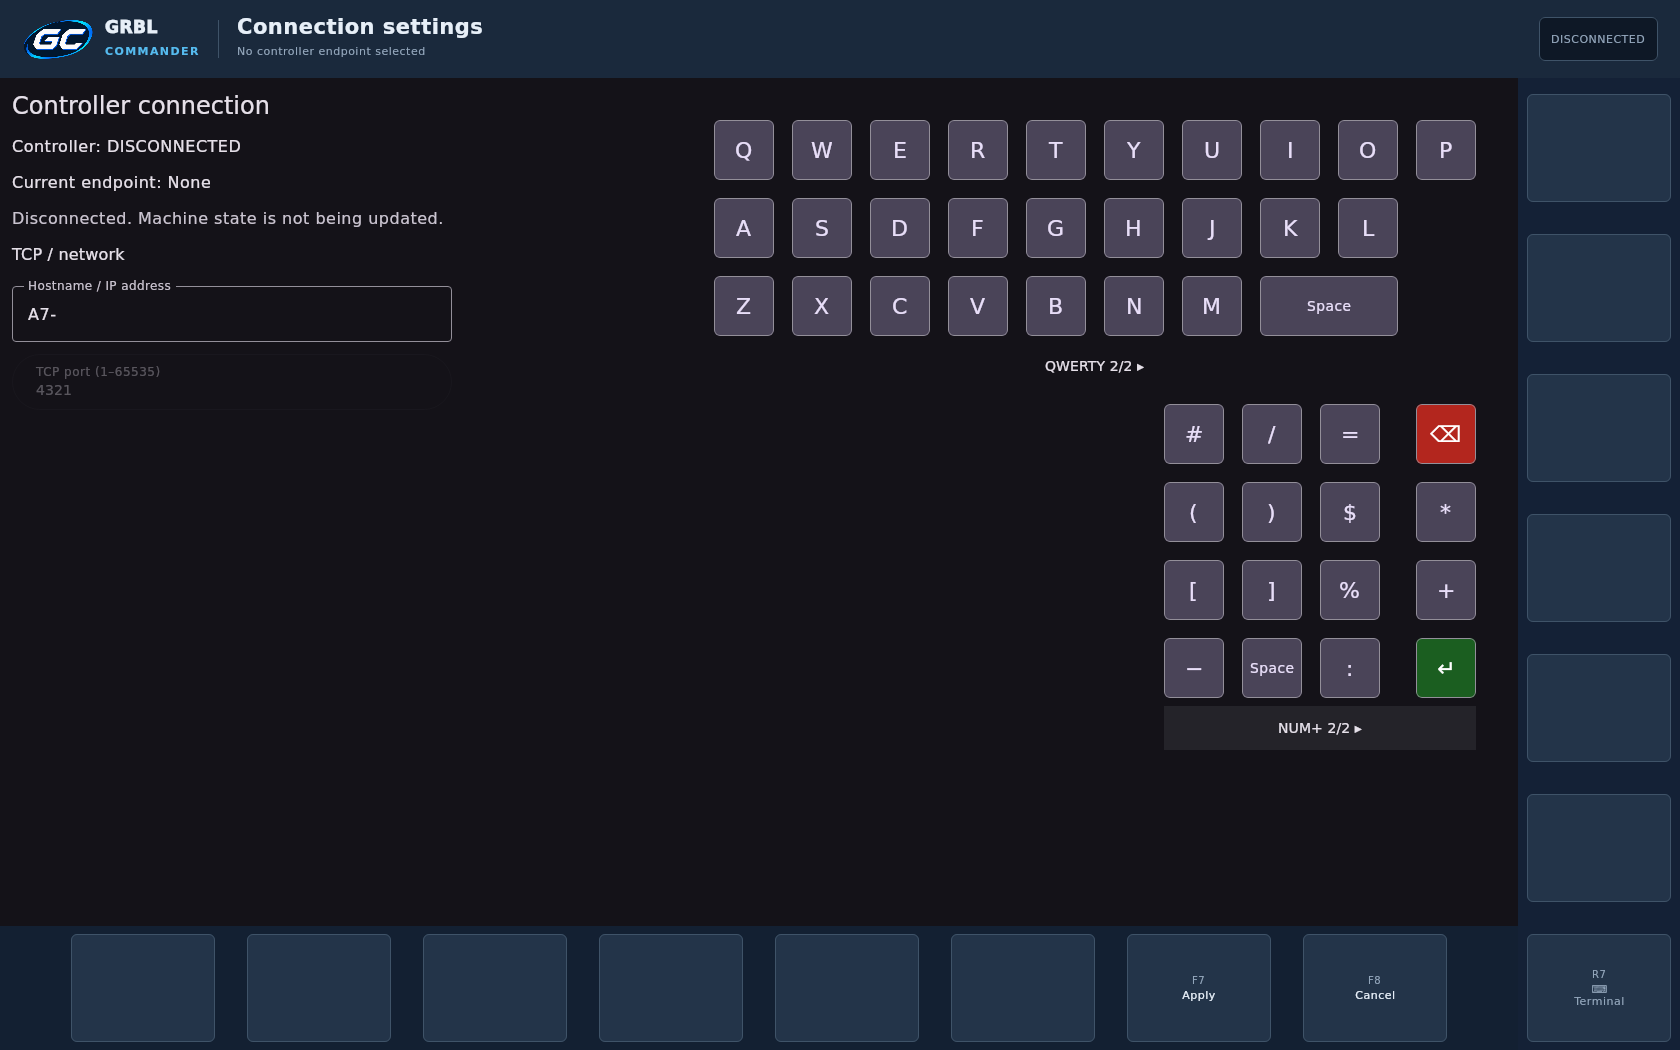 GC
GRBL
COMMANDER
Connection settings
No controller endpoint selected
DISCONNECTED
Controller connection
Controller: DISCONNECTED
Current endpoint: None
Disconnected. Machine state is not being updated.
TCP / network
Hostname / IP address
A7-
TCP port (1–65535)
4321
Q W E R T Y U I O P
A S D F G H J K L
Z X C V B N M Space
QWERTY 2/2 ▸
# / = ⌫
( ) $ *
[ ] % +
− Space : ↵
NUM+ 2/2 ▸
F7
Apply
F8
Cancel
R7
⌨
Terminal